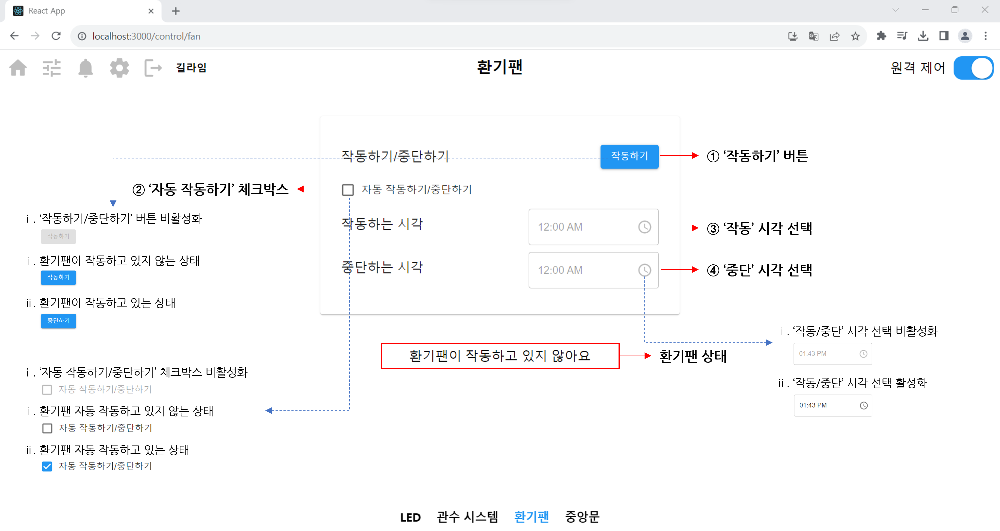 React App
localhost:3000/control/fan
길라임
환기팬
원격 제어
작동하기/중단하기
작동하기
① ‘작동하기’ 버튼
② ‘자동 작동하기’ 체크박스
자동 작동하기/중단하기
작동하는 시각
12:00 AM
③ ‘작동’ 시각 선택
중단하는 시각
12:00 AM
④ ‘중단’ 시각 선택
ⅰ. ‘작동하기/중단하기’ 버튼 비활성화
작동하기
ⅱ. 환기팬이 작동하고 있지 않는 상태
작동하기
ⅲ. 환기팬이 작동하고 있는 상태
중단하기
환기팬이 작동하고 있지 않아요
환기팬 상태
ⅰ. ‘작동/중단’ 시각 선택 비활성화
01:43 PM
ⅱ. ‘작동/중단’ 시각 선택 활성화
01:43 PM
ⅰ. ‘자동 작동하기/중단하기’ 체크박스 비활성화
자동 작동하기/중단하기
ⅱ. 환기팬 자동 작동하고 있지 않는 상태
자동 작동하기/중단하기
ⅲ. 환기팬 자동 작동하고 있는 상태
자동 작동하기/중단하기
LED 관수 시스템 환기팬 중앙문